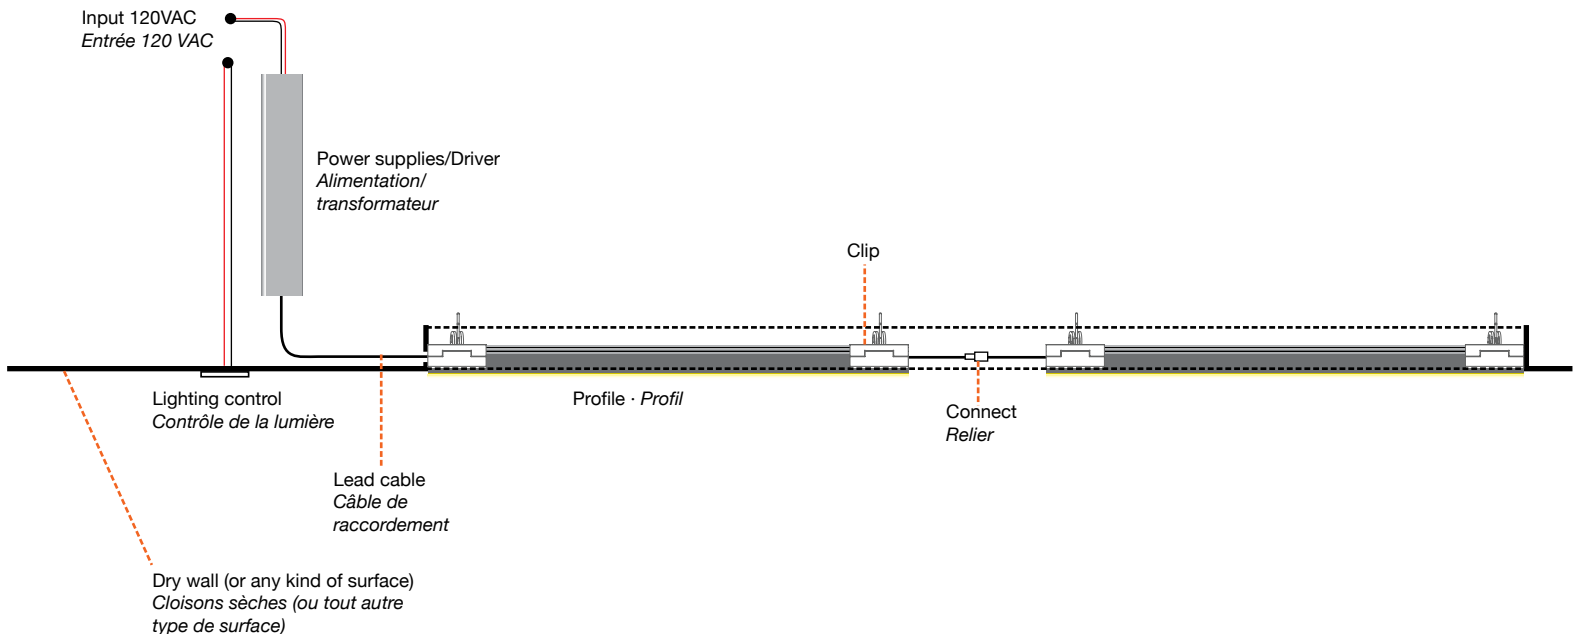 Input 120VAC
Entrée 120 VAC
Power supplies/Driver
Alimentation/
transformateur
Clip
Lighting control
Contrôle de la lumière
Profile · Profil
Connect
Relier
Lead cable
Câble de
raccordement
Dry wall (or any kind of surface)
Cloisons sèches (ou tout autre
type de surface)